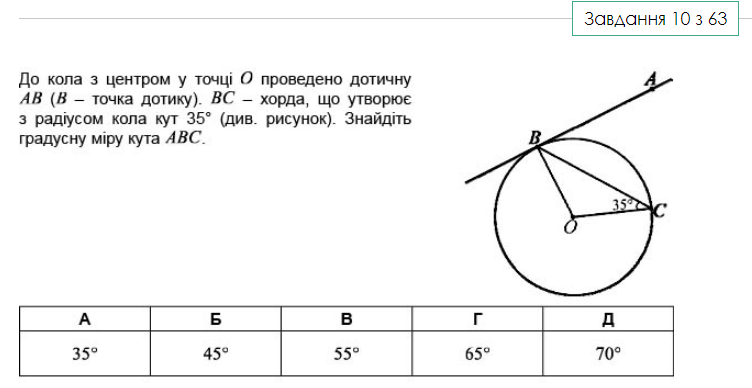 Завдання 10 з 63
До кола з центром у точці O проведено дотичну
AB (B – точка дотику). BC – хорда, що утворює
з радіусом кола кут 35° (див. рисунок). Знайдіть
градусну міру кута ABC.
A
B
35°
C
O
А Б В Г Д
35° 45° 55° 65° 70°